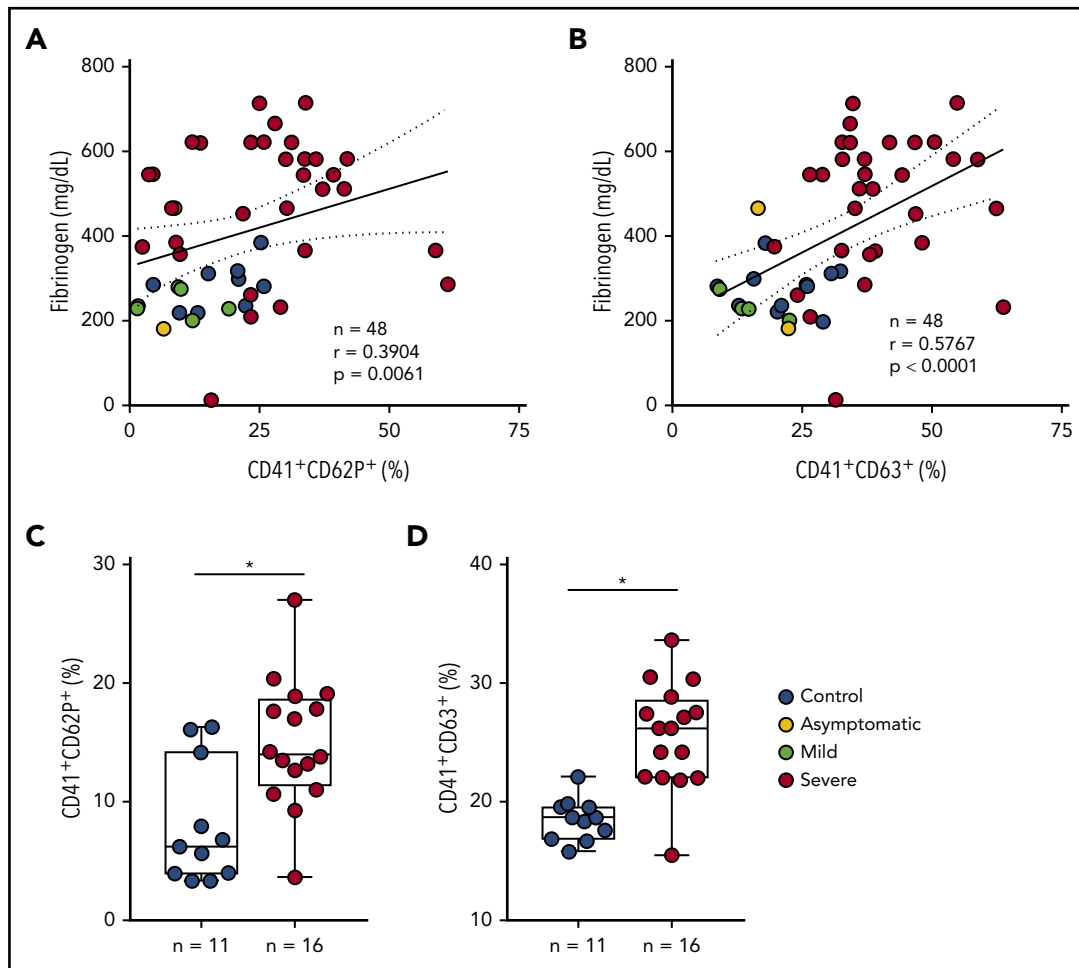 A
Fibrinogen (mg/dL)
800
600
400
200
0
0
25
50
75
CD41⁺CD62P⁺ (%)
n = 48
r = 0.3904
p = 0.0061
B
Fibrinogen (mg/dL)
800
600
400
200
0
0
25
50
75
CD41⁺CD63⁺ (%)
n = 48
r = 0.5767
p < 0.0001
C
CD41⁺CD62P⁺ (%)
30
20
10
0
*
n = 11
n = 16
D
CD41⁺CD63⁺ (%)
40
30
20
10
*
n = 11
n = 16
Control
Asymptomatic
Mild
Severe